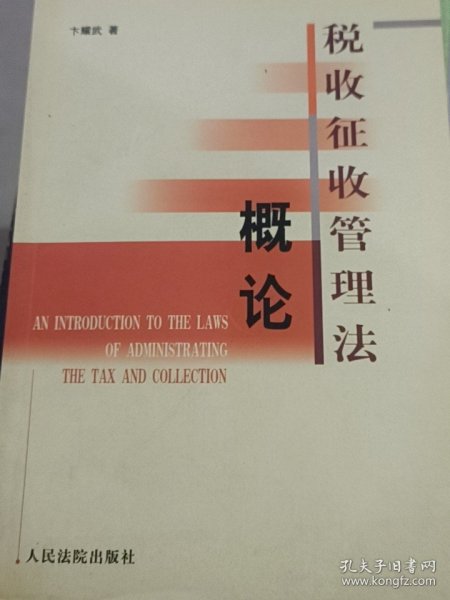 卞耀武 著
税收征收管理法
概论
AN INTRODUCTION TO THE LAWS
OF ADMINISTRATING
THE TAX AND COLLECTION
人民法院出版社
孔夫子旧书网
www.kongfz.com